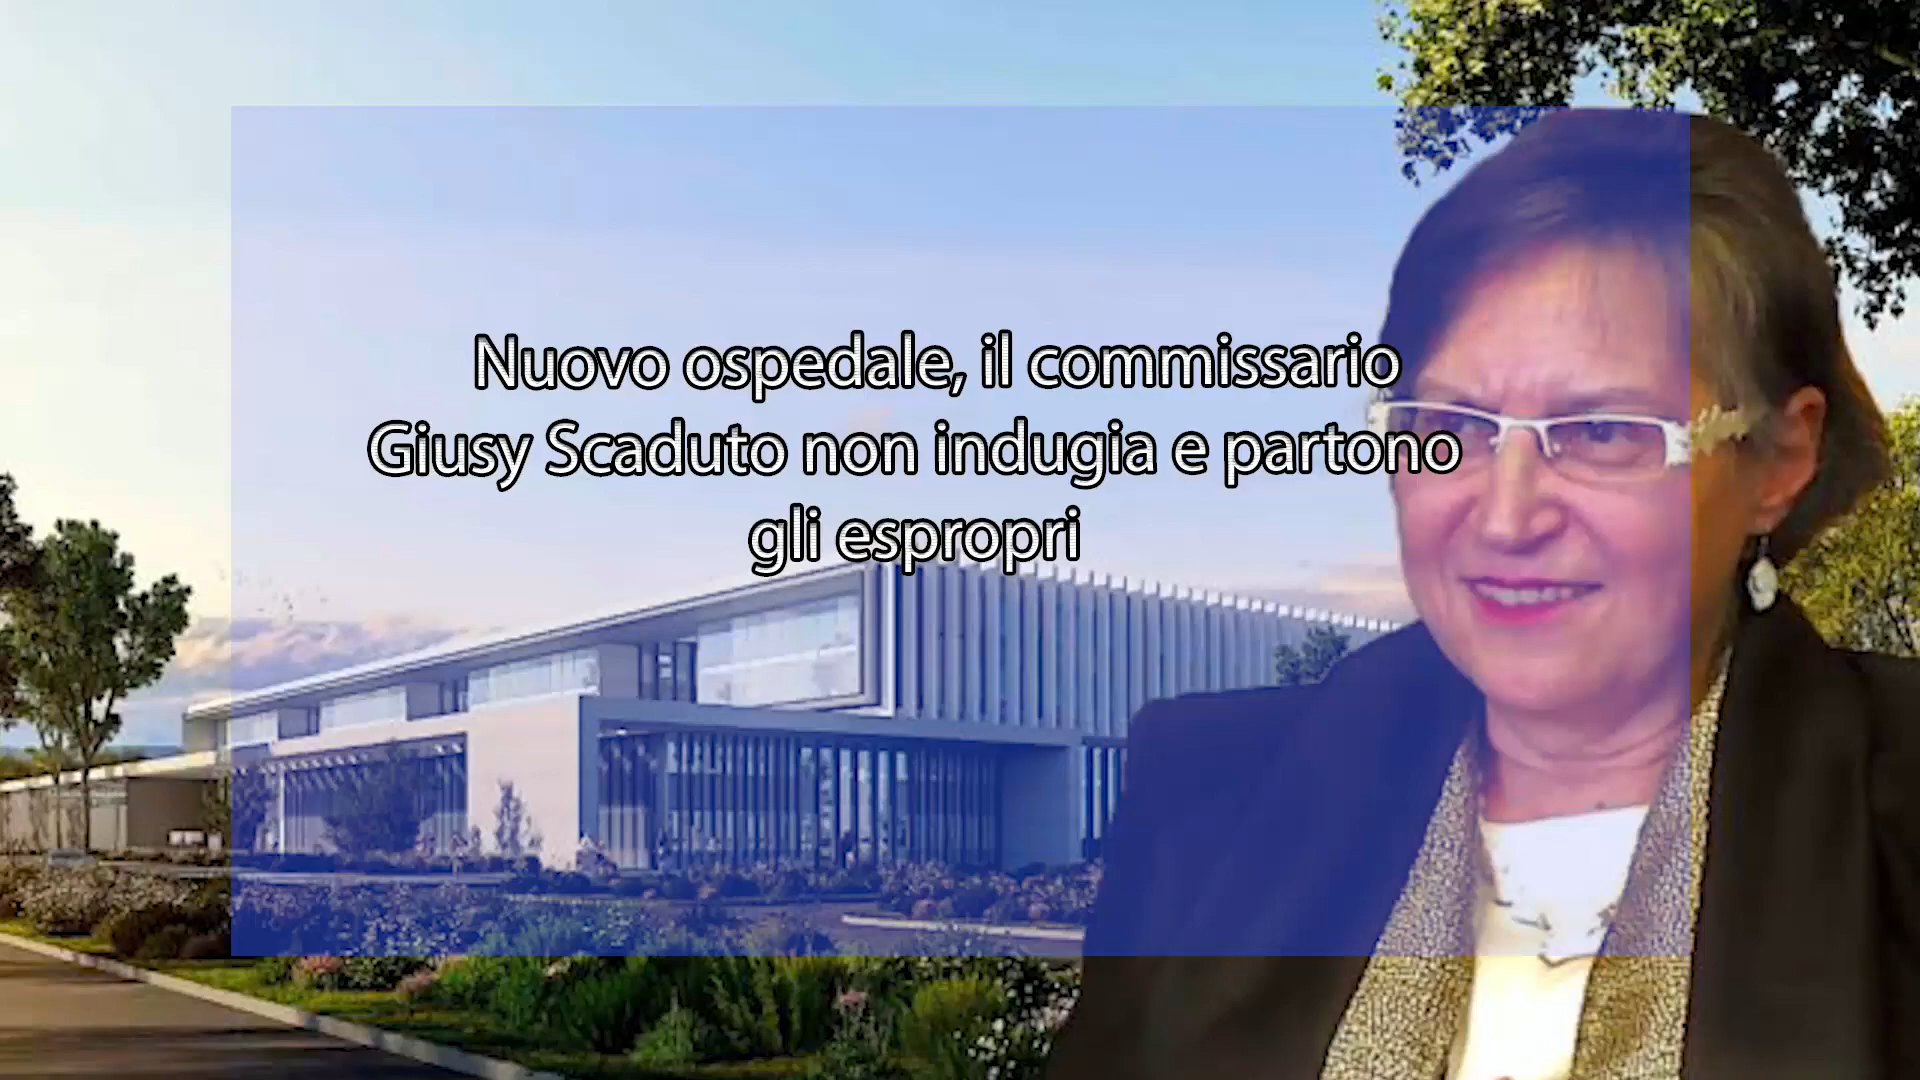 Nuovo ospedale, il commissario
Giusy Scaduto non indugia e partono
gli espropri